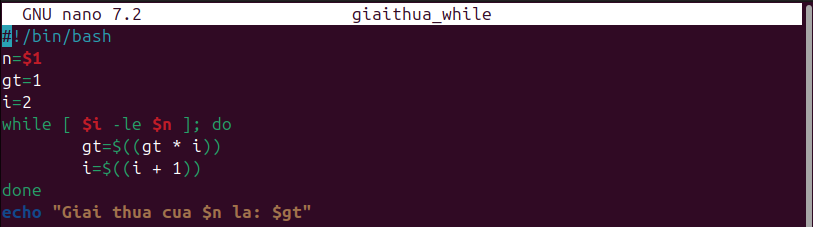 GNU nano 7.2 giaithua_while
#!/bin/bash
n=$1
gt=1
i=2
while [ $i -le $n ]; do
        gt=$((gt * i))
        i=$((i + 1))
done
echo "Giai thua cua $n la: $gt"